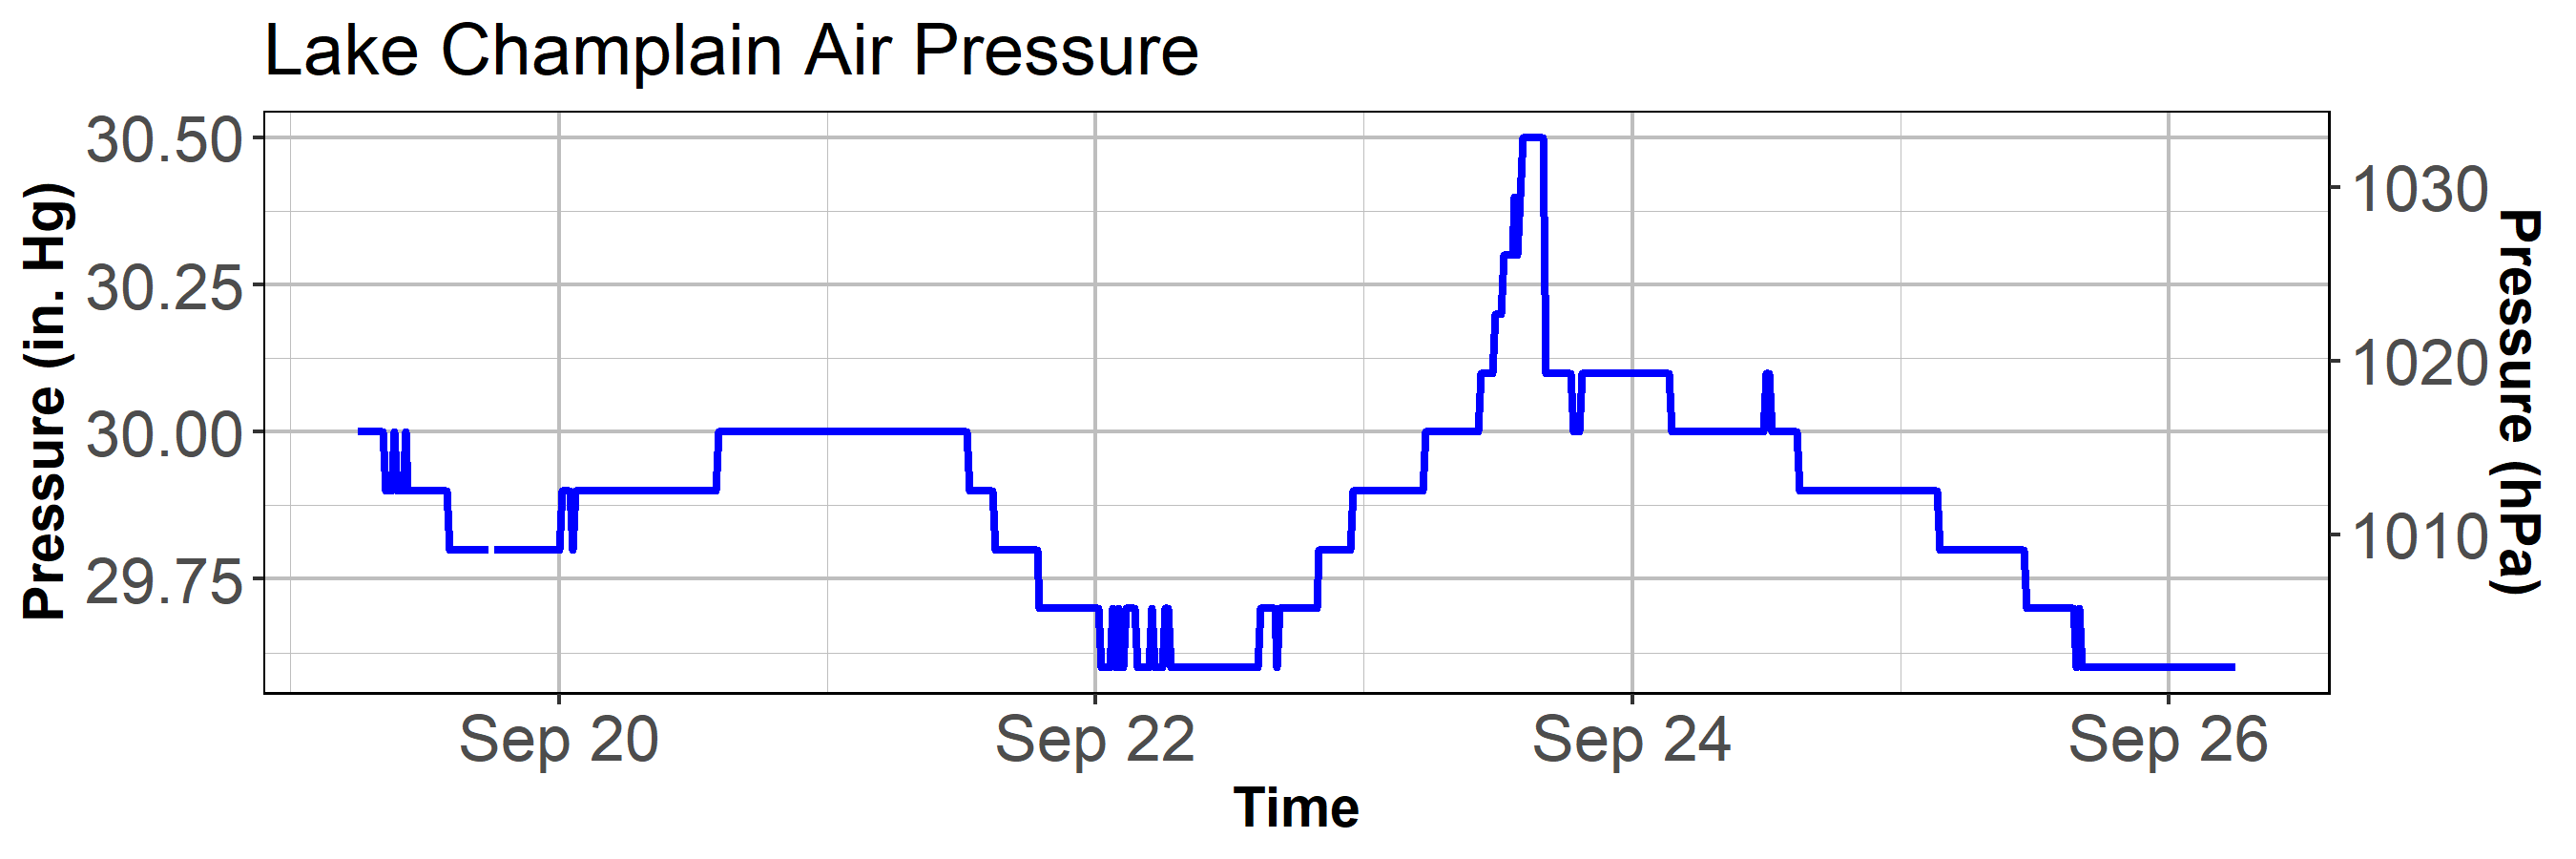 Lake Champlain Air Pressure
Pressure (in. Hg)
30.50
30.25
30.00
29.75
1030
1020
1010
Pressure (hPa)
Sep 20
Sep 22
Sep 24
Sep 26
Time